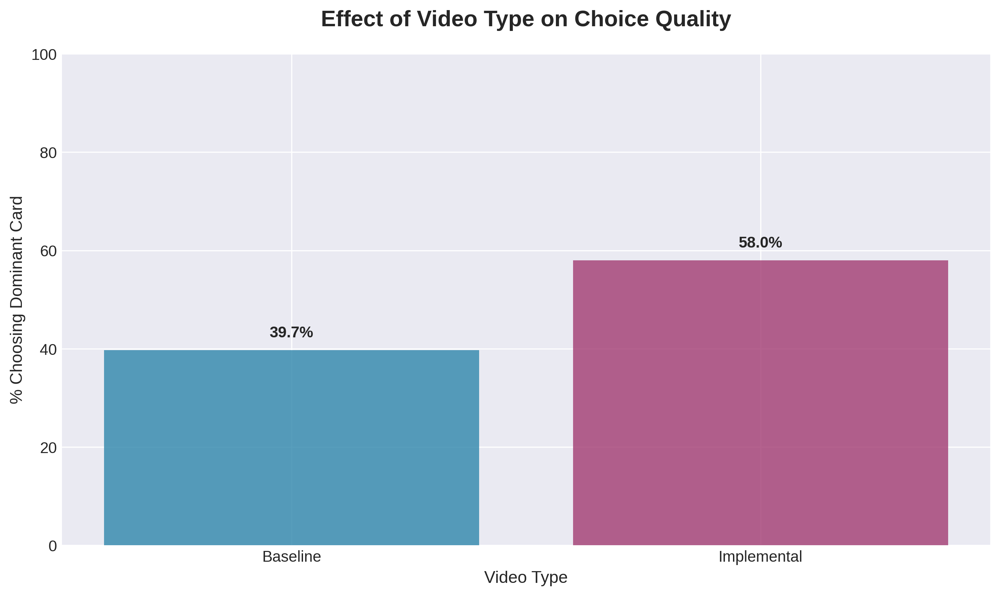 Effect of Video Type on Choice Quality
100
80
60
40
20
0
% Choosing Dominant Card
39.7%
58.0%
Baseline
Implemental
Video Type